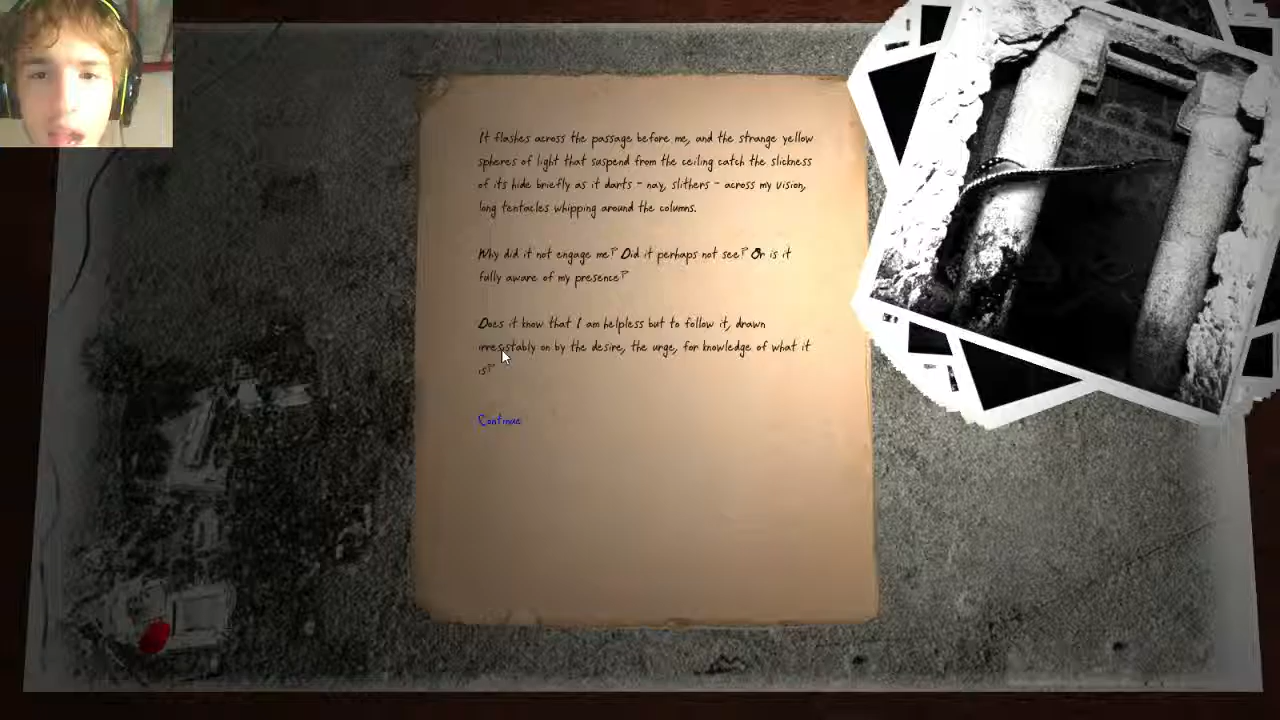 It flashes across the passage before me, and the strange yellow
spheres of light that suspend from the ceiling catch the slickness
of its hide briefly as it darts - nay, slithers - across my vision,
long tentacles whipping around the columns.
Why did it not engage me? Did it perhaps not see? Or is it
fully aware of my presence?
Does it know that I am helpless but to follow it, drawn
irresistably on by the desire, the urge, for knowledge of what it
is?
Continue